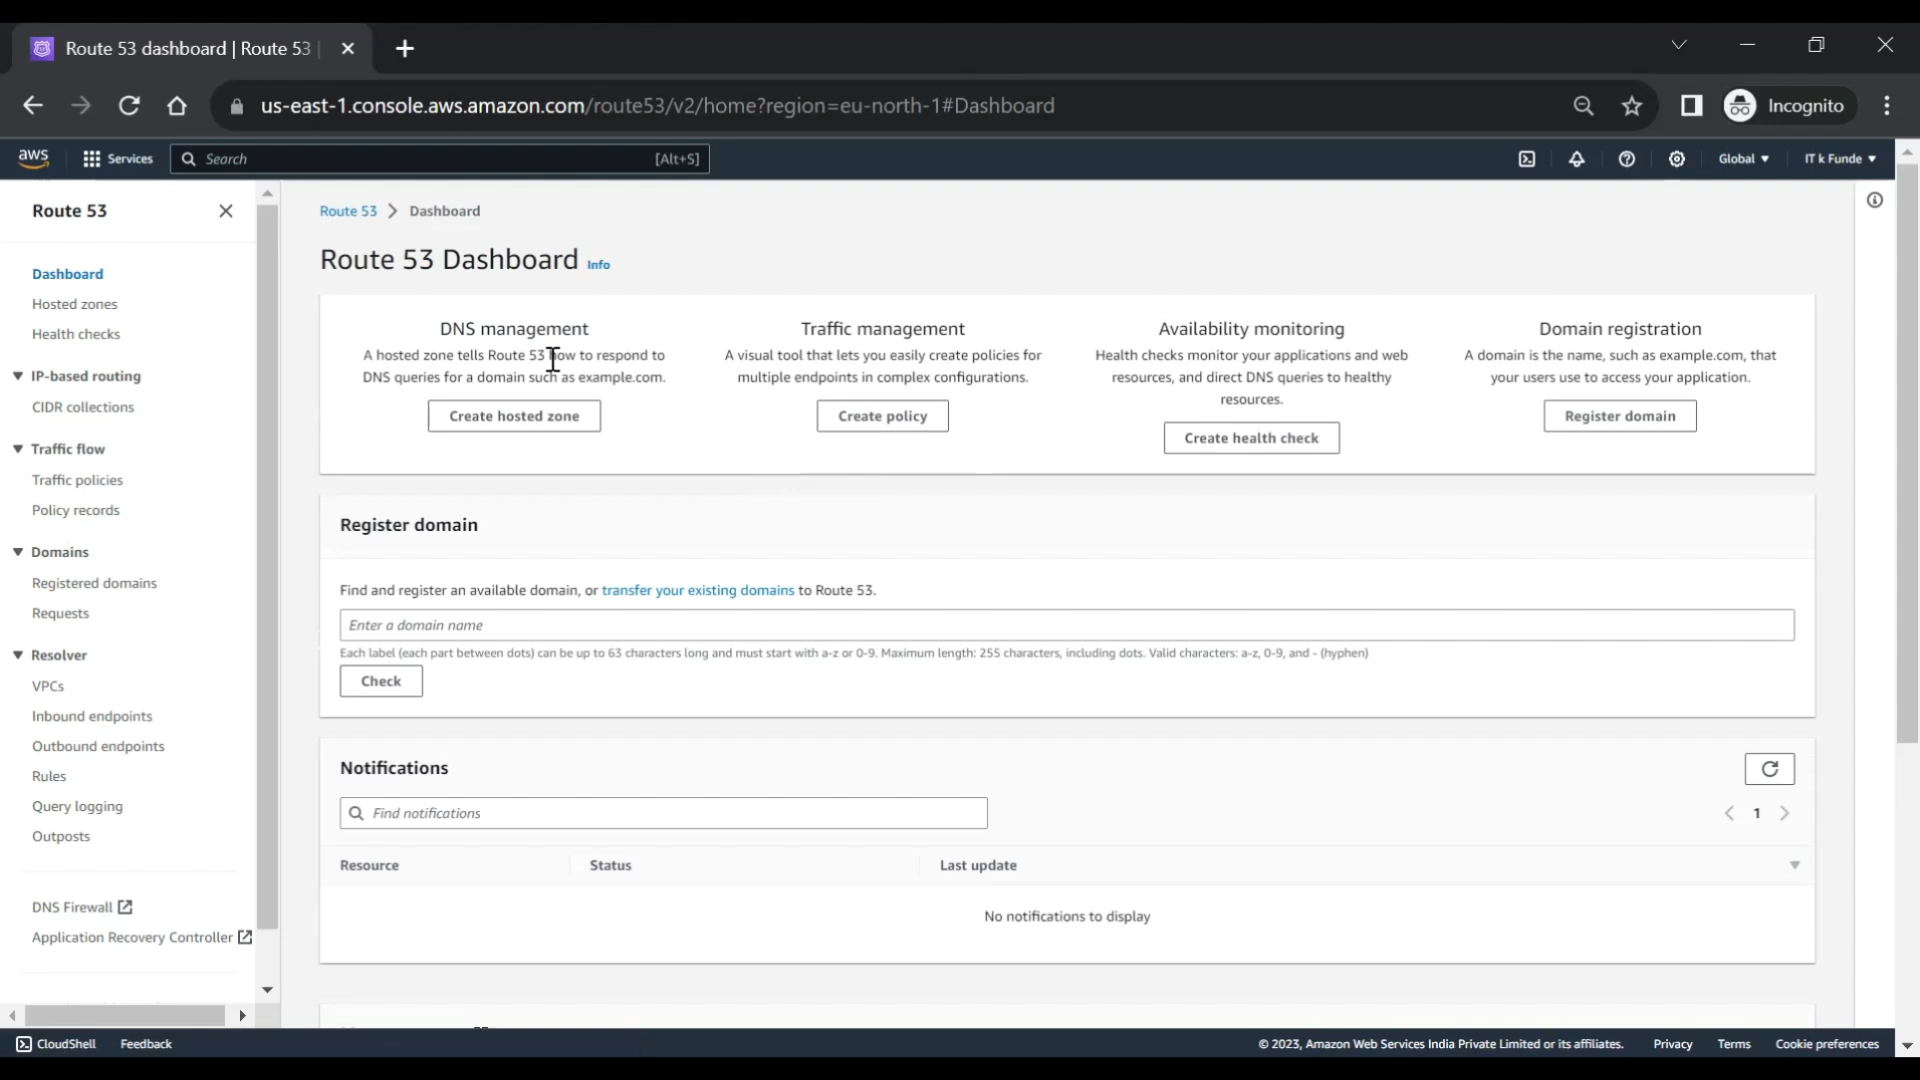 Route 53 dashboard | Route 53 |
us-east-1.console.aws.amazon.com/route53/v2/home?region=eu-north-1#Dashboard
Incognito
aws
Services
Search
[Alt+S]
Global
IT k Funde
Route 53
Dashboard
Hosted zones
Health checks
IP-based routing
CIDR collections
Traffic flow
Traffic policies
Policy records
Domains
Registered domains
Requests
Resolver
VPCs
Inbound endpoints
Outbound endpoints
Rules
Query logging
Outposts
DNS Firewall
Application Recovery Controller
Route 53 > Dashboard
Route 53 Dashboard Info
DNS management
A hosted zone tells Route 53 how to respond to
DNS queries for a domain such as example.com.
Create hosted zone
Traffic management
A visual tool that lets you easily create policies for
multiple endpoints in complex configurations.
Create policy
Availability monitoring
Health checks monitor your applications and web
resources, and direct DNS queries to healthy
resources.
Create health check
Domain registration
A domain is the name, such as example.com, that
your users use to access your application.
Register domain
Register domain
Find and register an available domain, or transfer your existing domains to Route 53.
Enter a domain name
Each label (each part between dots) can be up to 63 characters long and must start with a-z or 0-9. Maximum length: 255 characters, including dots. Valid characters: a-z, 0-9, and - (hyphen)
Check
Notifications
Find notifications
1
Resource
Status
Last update
No notifications to display
CloudShell
Feedback
© 2023, Amazon Web Services India Private Limited or its affiliates.
Privacy
Terms
Cookie preferences